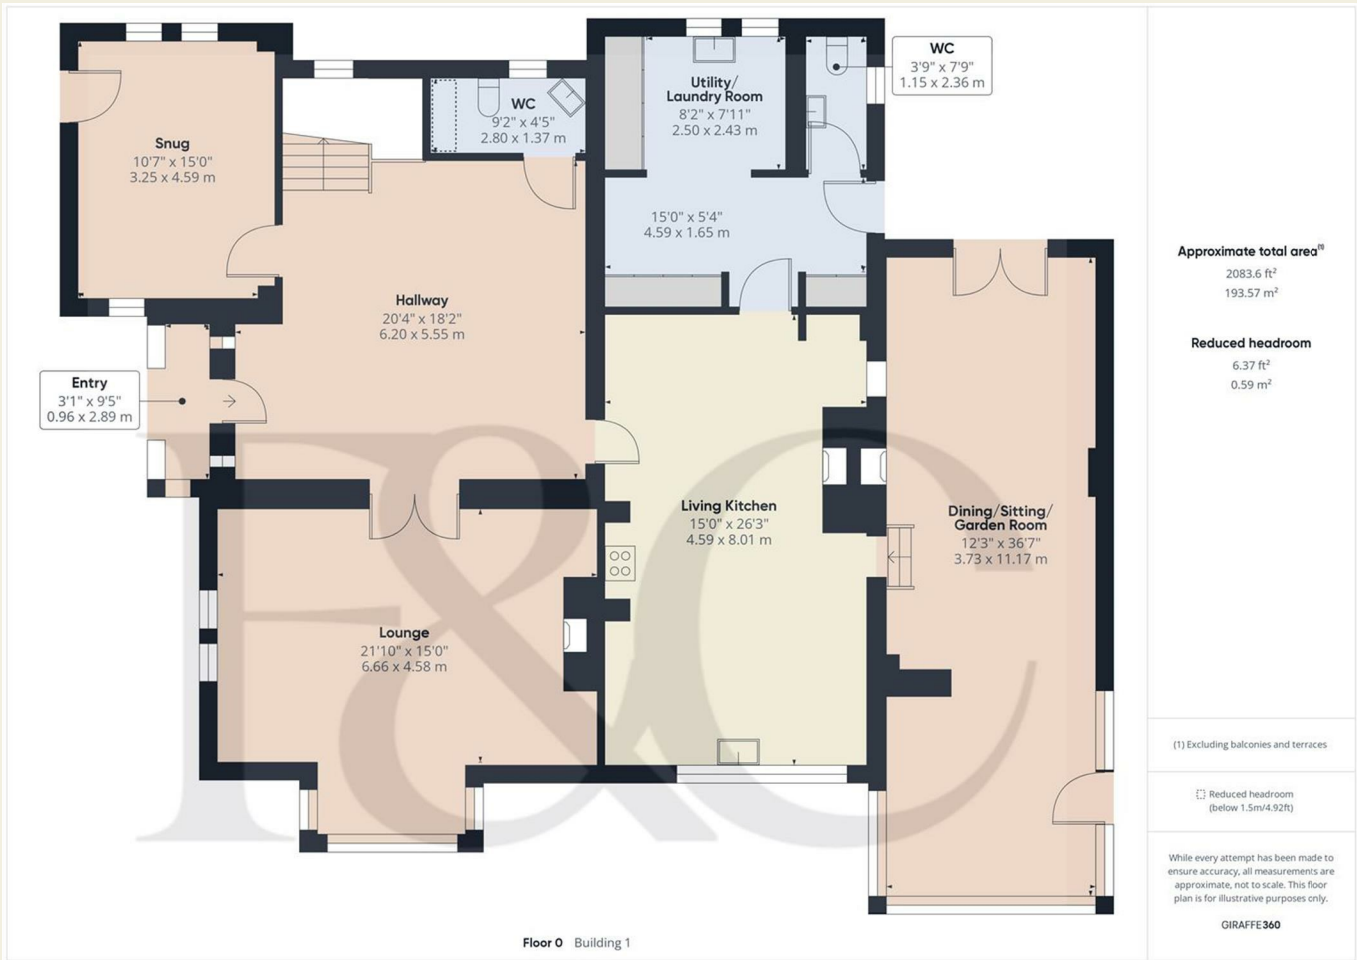 Snug
10'7" x 15'0"
3.25 x 4.59 m
WC
9'2" x 4'5"
2.80 x 1.37 m
Utility/
Laundry Room
8'2" x 7'11"
2.50 x 2.43 m
WC
3'9" x 7'9"
1.15 x 2.36 m
15'0" x 5'4"
4.59 x 1.65 m
Hallway
20'4" x 18'2"
6.20 x 5.55 m
Entry
3'1" x 9'5"
0.96 x 2.89 m
Living Kitchen
15'0" x 26'3"
4.59 x 8.01 m
Dining/Sitting/
Garden Room
12'3" x 36'7"
3.73 x 11.17 m
Lounge
21'10" x 15'0"
6.66 x 4.58 m
F&C
Floor 0 Building 1
Approximate total area(1)
2083.6 ft²
193.57 m²
Reduced headroom
6.37 ft²
0.59 m²
(1) Excluding balconies and terraces
Reduced headroom
(below 1.5m/4.92ft)
While every attempt has been made to
ensure accuracy, all measurements are
approximate, not to scale. This floor
plan is for illustrative purposes only.
GIRAFFE360